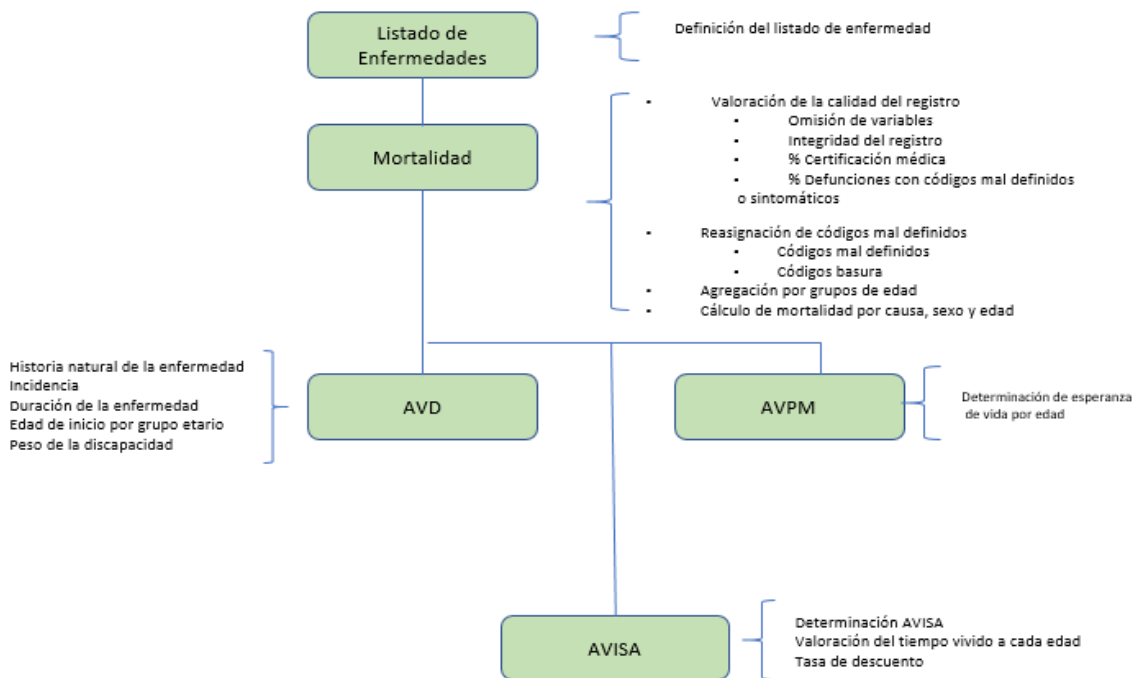 Listado de
Enfermedades
Definición del listado de enfermedad
Mortalidad
▪ Valoración de la calidad del registro
▪ Omisión de variables
▪ Integridad del registro
▪ % Certificación médica
▪ % Defunciones con códigos mal definidos
o sintomáticos
▪ Reasignación de códigos mal definidos
▪ Códigos mal definidos
▪ Códigos basura
▪ Agregación por grupos de edad
▪ Cálculo de mortalidad por causa, sexo y edad
Historia natural de la enfermedad
Incidencia
Duración de la enfermedad
Edad de inicio por grupo etario
Peso de la discapacidad
AVD
AVPM
Determinación de esperanza
de vida por edad
AVISA
Determinación AVISA
Valoración del tiempo vivido a cada edad
Tasa de descuento